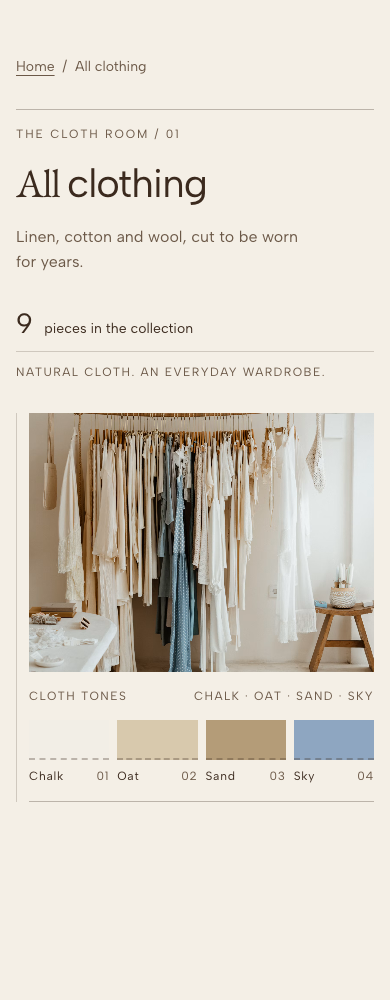 Home / All clothing
THE CLOTH ROOM / 01
All clothing
Linen, cotton and wool, cut to be worn
for years.
9 pieces in the collection
NATURAL CLOTH. AN EVERYDAY WARDROBE.
CLOTH TONES CHALK · OAT · SAND · SKY
Chalk 01 Oat 02 Sand 03 Sky 04